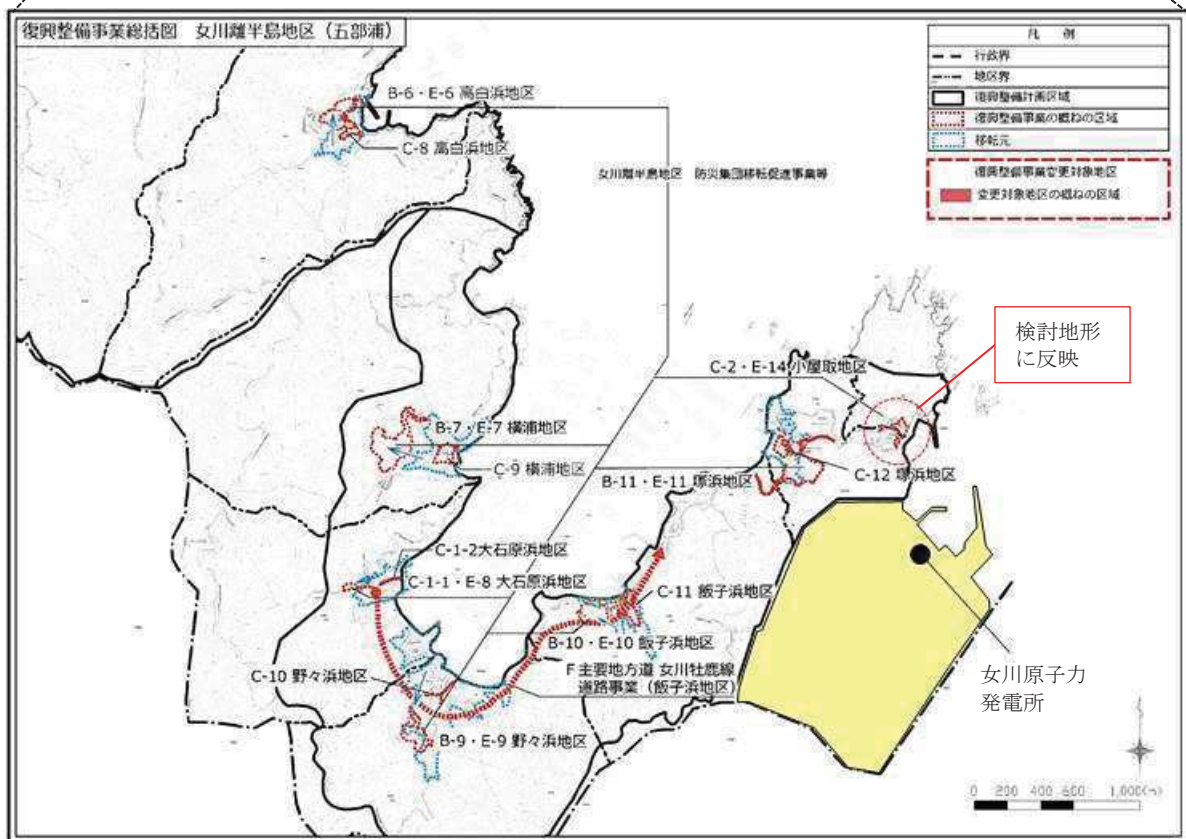 復興整備事業総括図 女川離半島地区（五部浦）
凡 例
行政界
地区界
復興整備計画区域
復興整備事業の概ねの区域
移転元
復興整備事業変更対象地区
変更対象地区の概ねの区域
B-6・E-6 高白浜地区
C-8 高白浜地区
女川離半島地区 防災集団移転促進事業等
検討地形
に反映
C-2・E-14 小屋取地区
B-7・E-7 横浦地区
C-9 横浦地区
B-11・E-11 塚浜地区
C-12 塚浜地区
C-1-2大石原浜地区
C-1-1・E-8 大石原浜地区
C-11 飯子浜地区
B-10・E-10 飯子浜地区
C-10 野々浜地区
F 主要地方道 女川牡鹿線
道路事業（飯子浜地区）
B-9・E-9 野々浜地区
女川原子力
発電所
0 200 400 600 1,000(m)